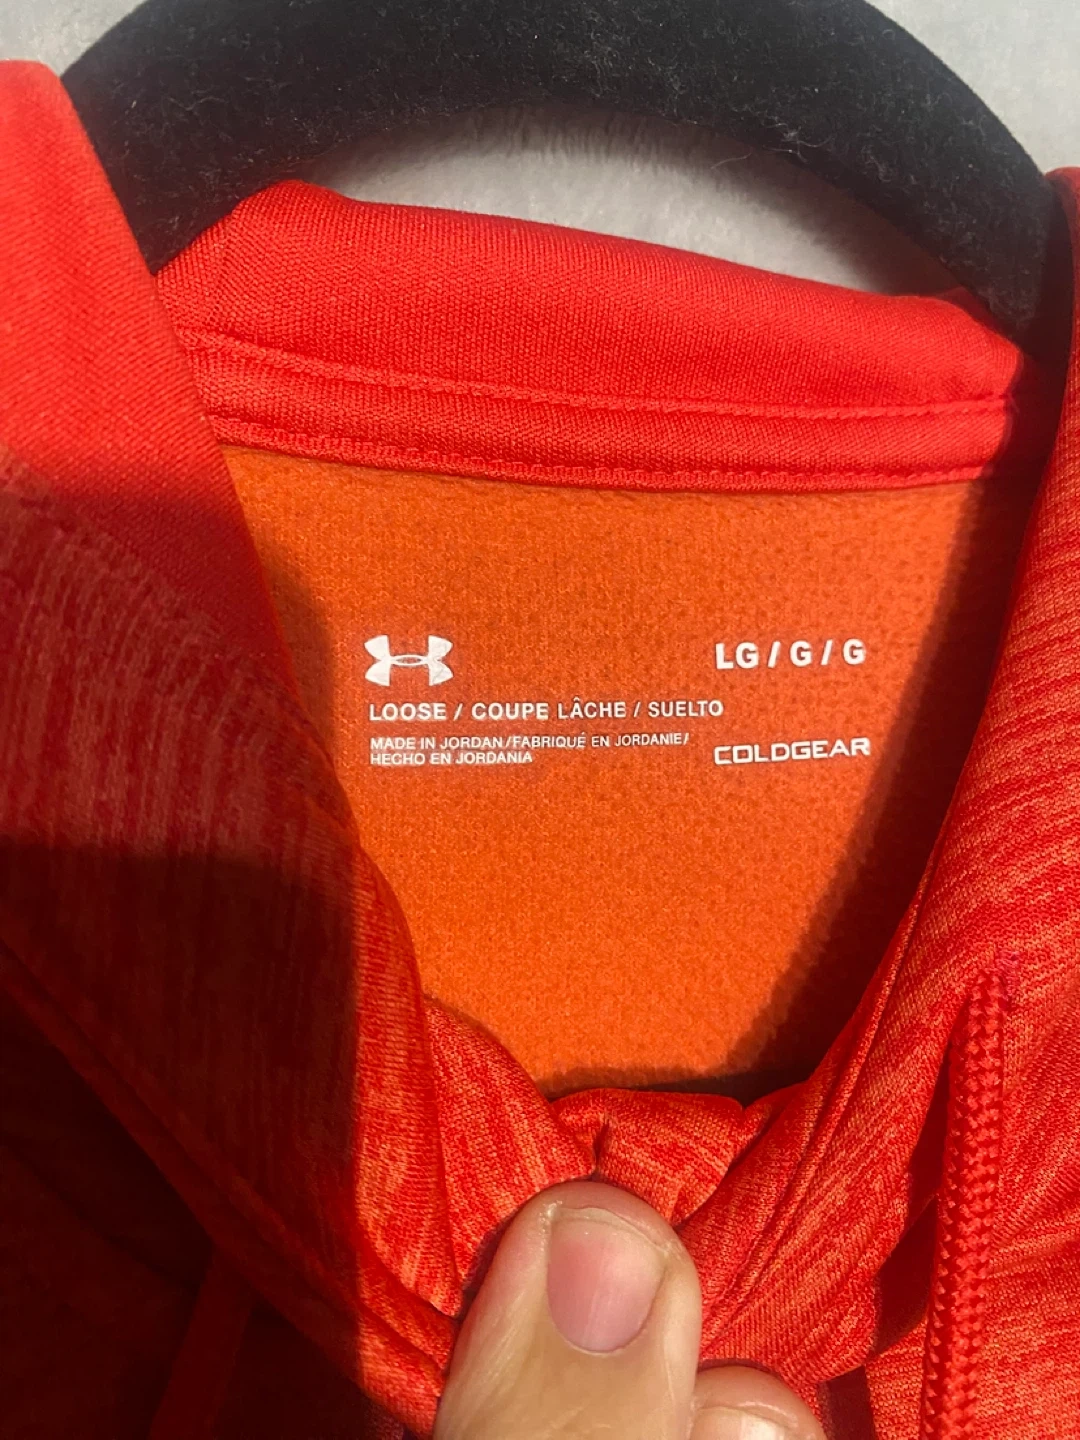 LG / G / G
LOOSE / COUPE LÂCHE / SUELTO
MADE IN JORDAN/FABRIQUÉ EN JORDANIE/
HECHO EN JORDANIA
COLDGEAR